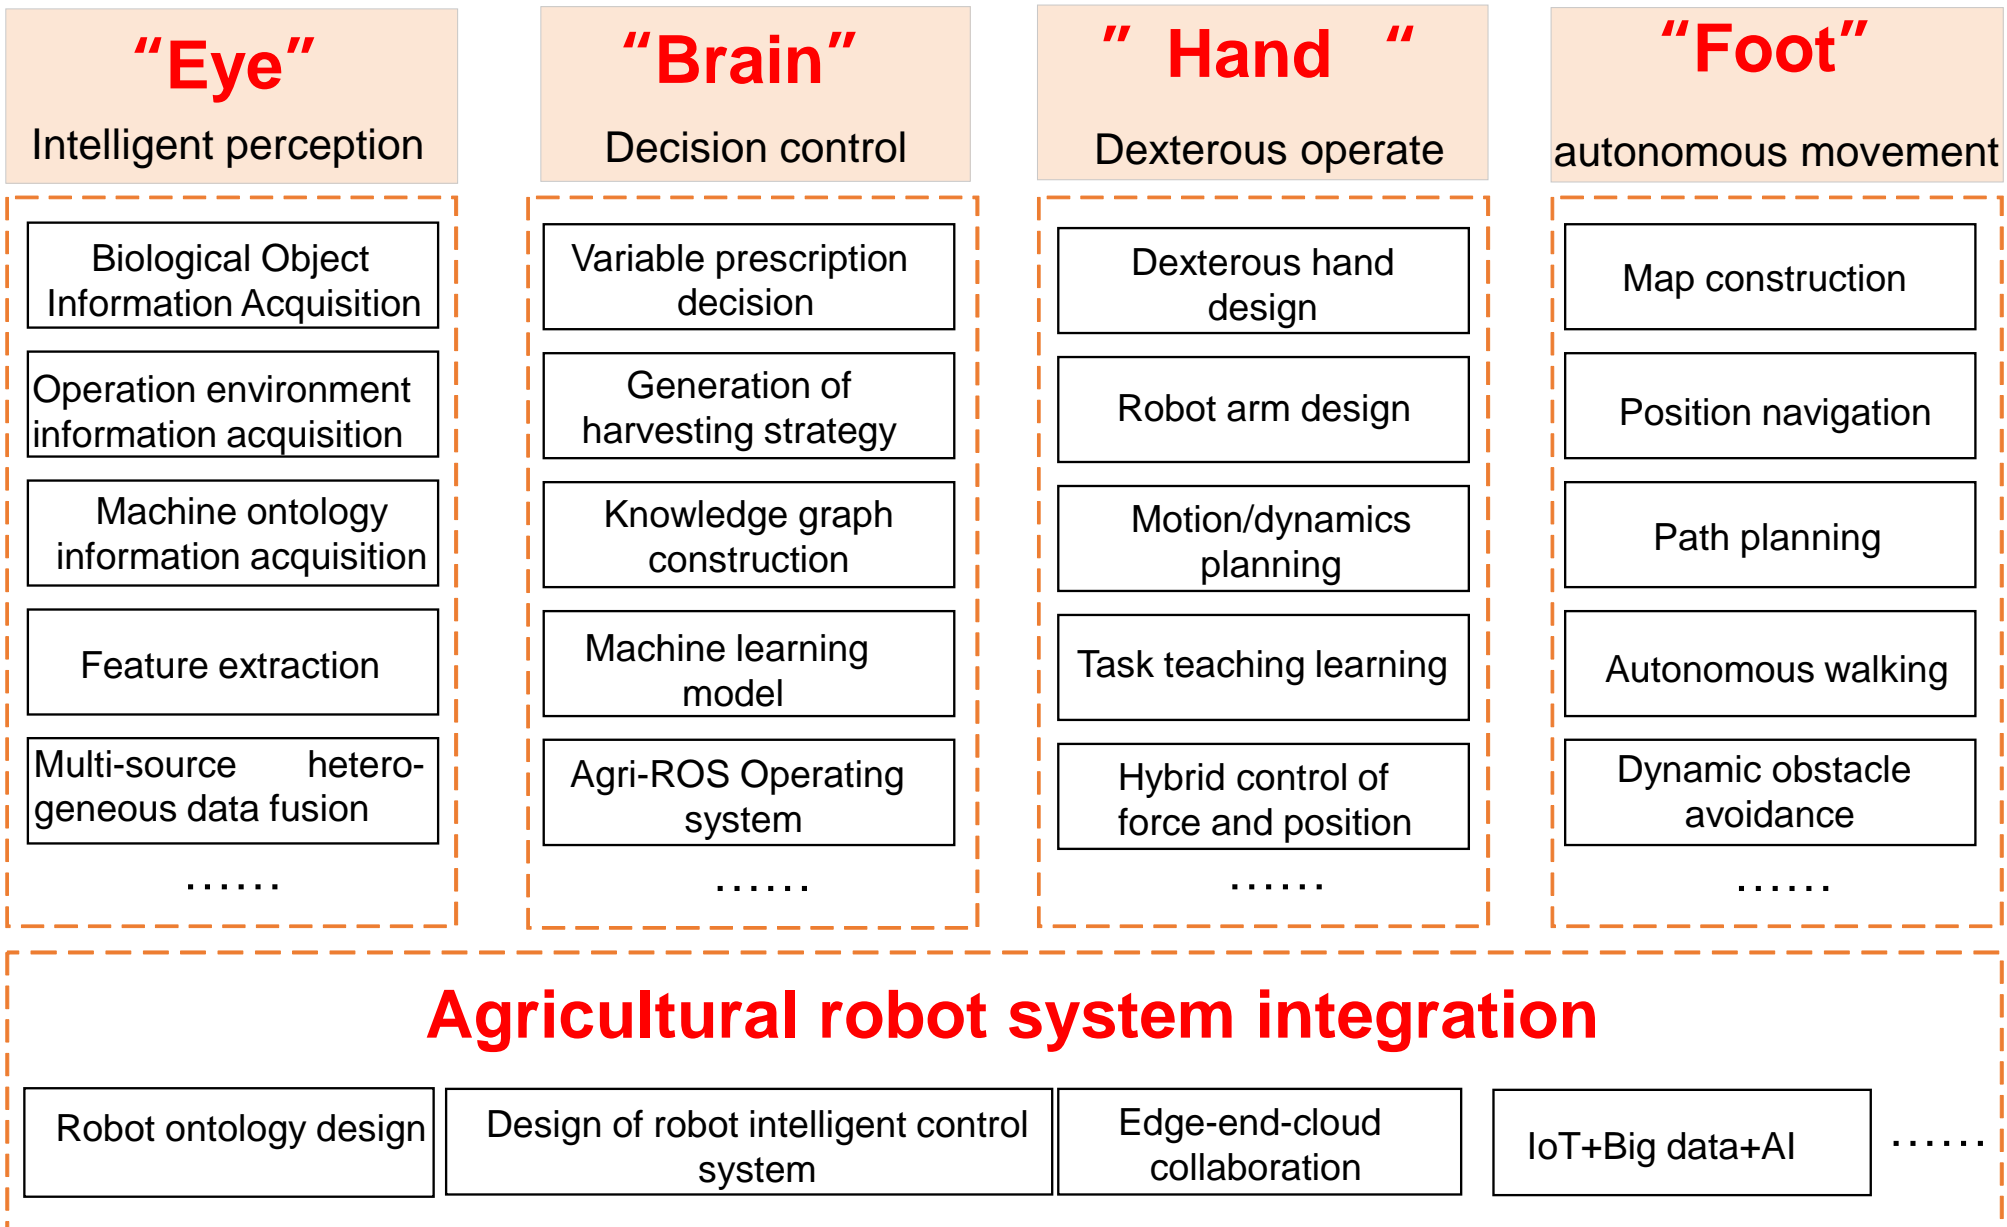 “Eye”
Intelligent perception
Biological Object
Information Acquisition
Operation environment
information acquisition
Machine ontology
information acquisition
Feature extraction
Multi-source hetero-
geneous data fusion
……
“Brain”
Decision control
Variable prescription
decision
Generation of
harvesting strategy
Knowledge graph
construction
Machine learning
model
Agri-ROS Operating
system
……
” Hand “
Dexterous operate
Dexterous hand
design
Robot arm design
Motion/dynamics
planning
Task teaching learning
Hybrid control of
force and position
……
“Foot”
autonomous movement
Map construction
Position navigation
Path planning
Autonomous walking
Dynamic obstacle
avoidance
……
Agricultural robot system integration
Robot ontology design
Design of robot intelligent control
system
Edge-end-cloud
collaboration
IoT+Big data+AI
……